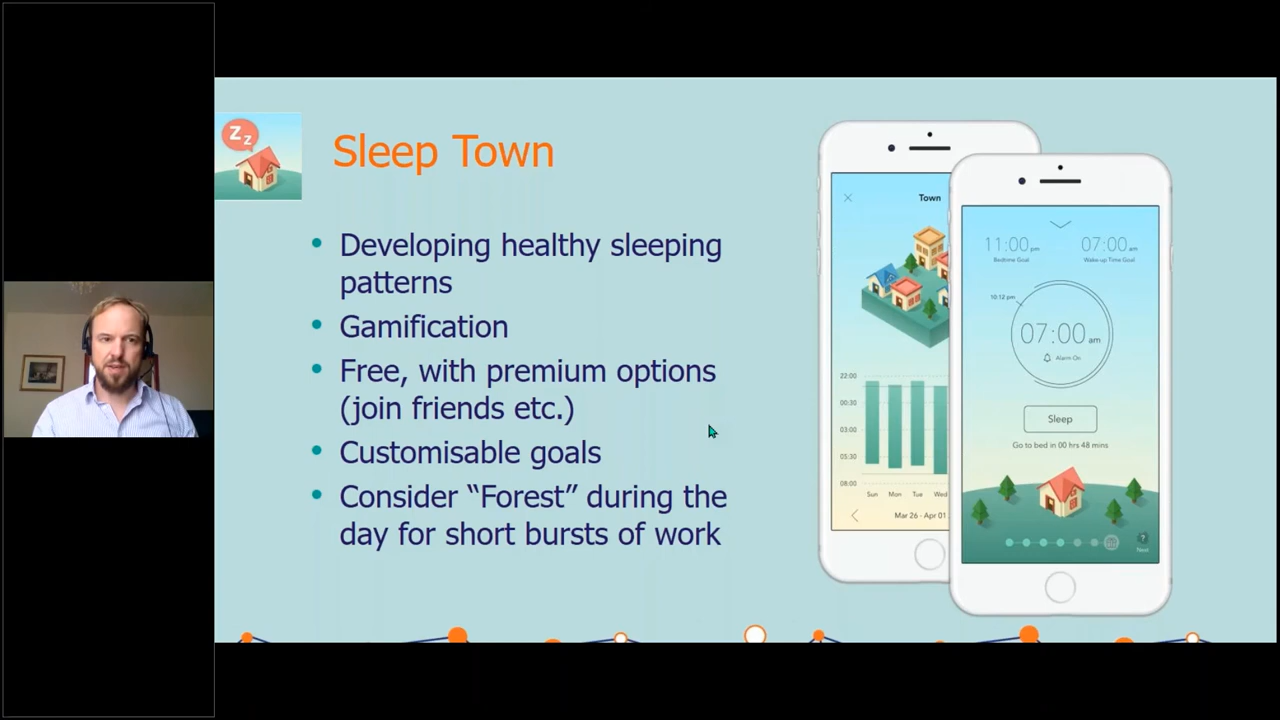 Zz
Sleep Town
Developing healthy sleeping
patterns
Gamification
Free, with premium options
(join friends etc.)
Customisable goals
Consider “Forest” during the
day for short bursts of work
Town
22:00
00:30
03:00
05:30
08:00
Sun Mon Tue Wed
Mar 26 - Apr 01
11:00 pm 07:00 am
Bedtime Goal Wake-up Time Goal
10:12 pm
07:00 am
Alarm On
Sleep
Go to bed in 00 hrs 48 mins
?
Next